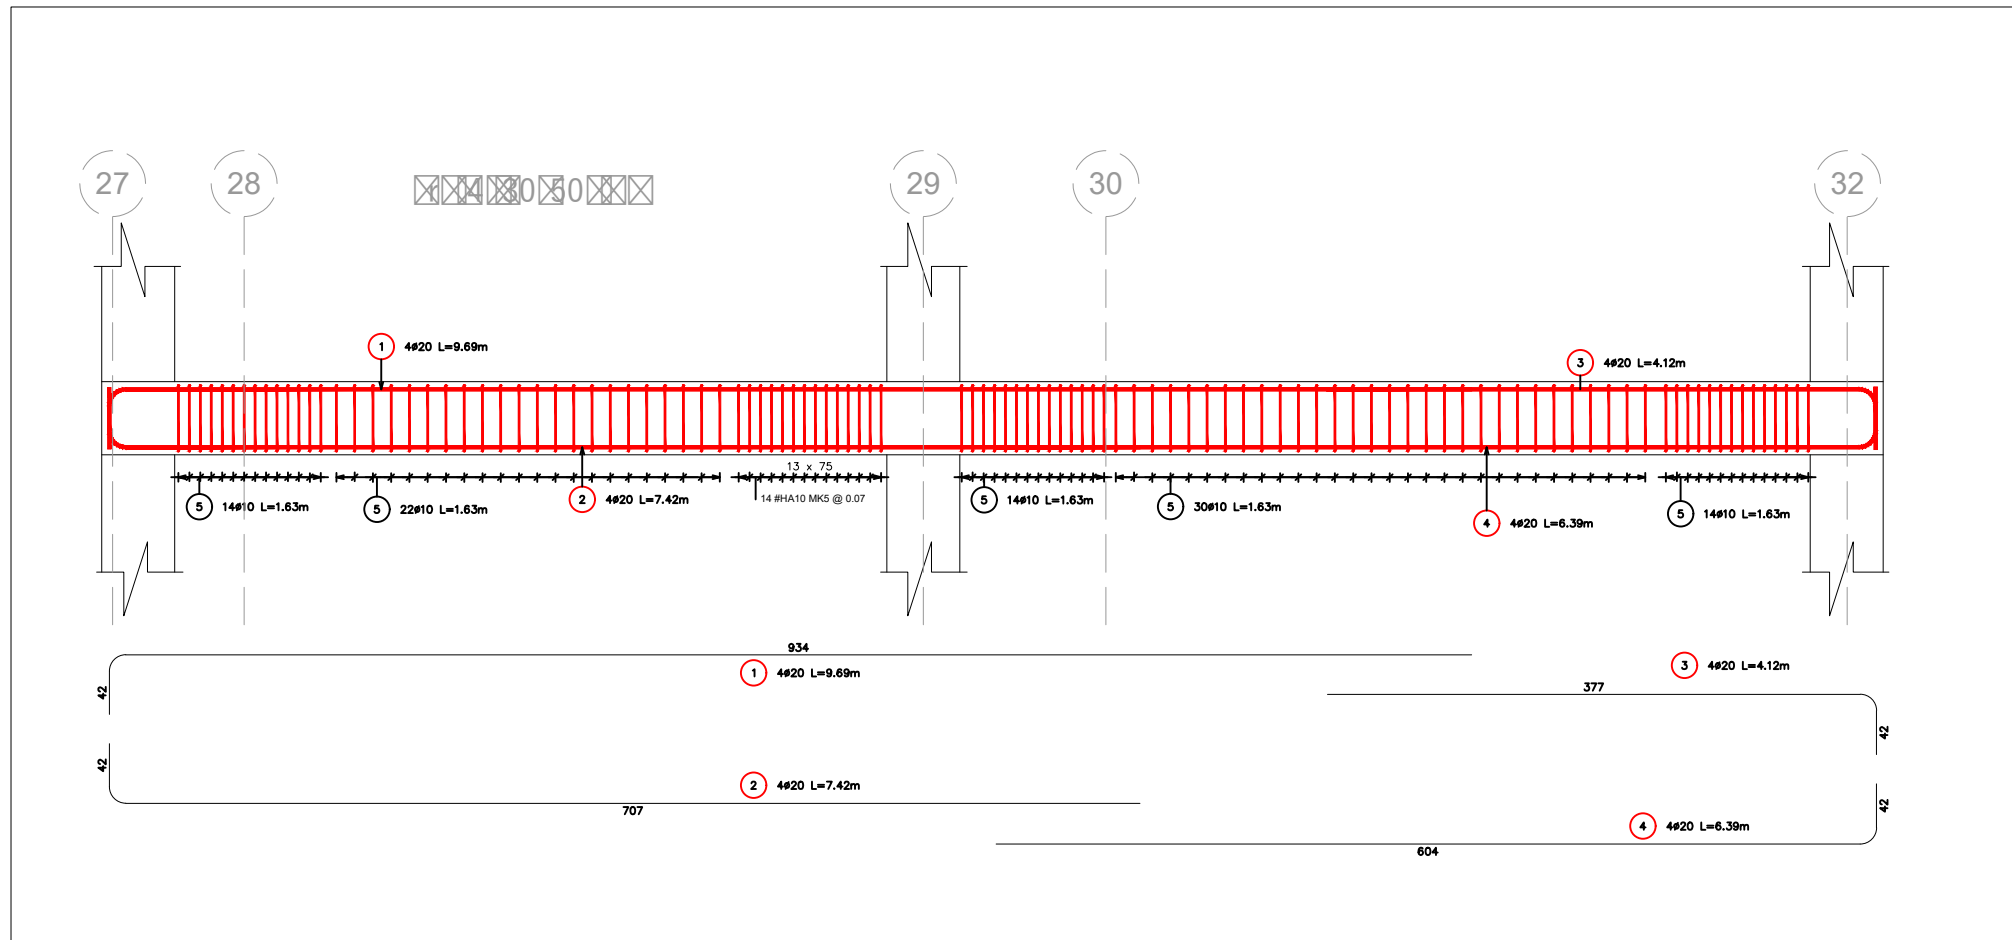 27
28
29
30
32
1 4ø20 L=9.69m
3 4ø20 L=4.12m
13 x 75
14 #HA10 MK5 @ 0.07
5 14ø10 L=1.63m
5 22ø10 L=1.63m
2 4ø20 L=7.42m
5 14ø10 L=1.63m
5 30ø10 L=1.63m
4 4ø20 L=6.39m
5 14ø10 L=1.63m
934
1 4ø20 L=9.69m
42
3 4ø20 L=4.12m
377
42
42
2 4ø20 L=7.42m
707
42
4 4ø20 L=6.39m
604